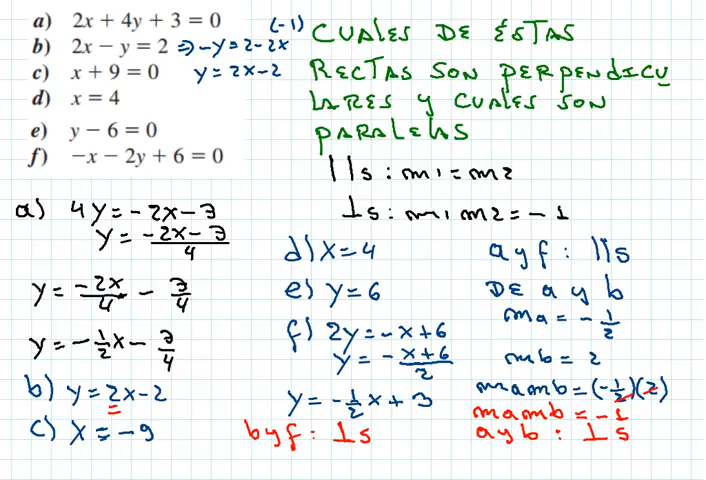 a) 2x + 4y + 3 = 0
b) 2x − y = 2 ⇒ −y = 2 − 2x (−1)
c) x + 9 = 0 y = 2x − 2
d) x = 4
e) y − 6 = 0
f) −x − 2y + 6 = 0
CUALES DE ÉSTAS
RECTAS SON PERPENDICU
LARES Y CUALES SON
PARALELAS
||s : m1 = m2
⊥s : m1 m2 = −1
a) 4y = −2x − 3
y = (−2x − 3)/4
y = −2x/4 − 3/4
y = −1/2 x − 3/4
b) y = 2x − 2
c) x = −9
d) x = 4
e) y = 6
f) 2y = −x + 6
y = (−x + 6)/2
y = −1/2 x + 3
b y f : ⊥s
a y f : ||s
DE a y b
ma = −1/2
mb = 2
mamb = (−1/2)(2)
mamb = −1
a y b : ⊥s